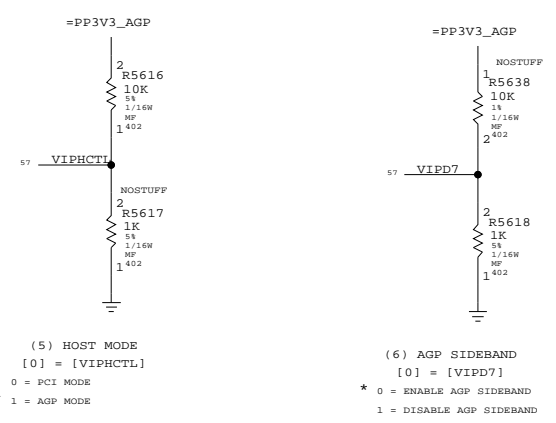 =PP3V3_AGP
2
R5616
10K
5%
1/16W
MF
402
1
57 VIPHCTL
NOSTUFF
2
R5617
1K
5%
1/16W
MF
402
1
(5) HOST MODE
[0] = [VIPHCTL]
0 = PCI MODE
1 = AGP MODE
=PP3V3_AGP
NOSTUFF
1
R5638
10K
1%
1/16W
MF
402
2
57 VIPD7
2
R5618
1K
5%
1/16W
MF
402
1
(6) AGP SIDEBAND
[0] = [VIPD7]
* 0 = ENABLE AGP SIDEBAND
1 = DISABLE AGP SIDEBAND